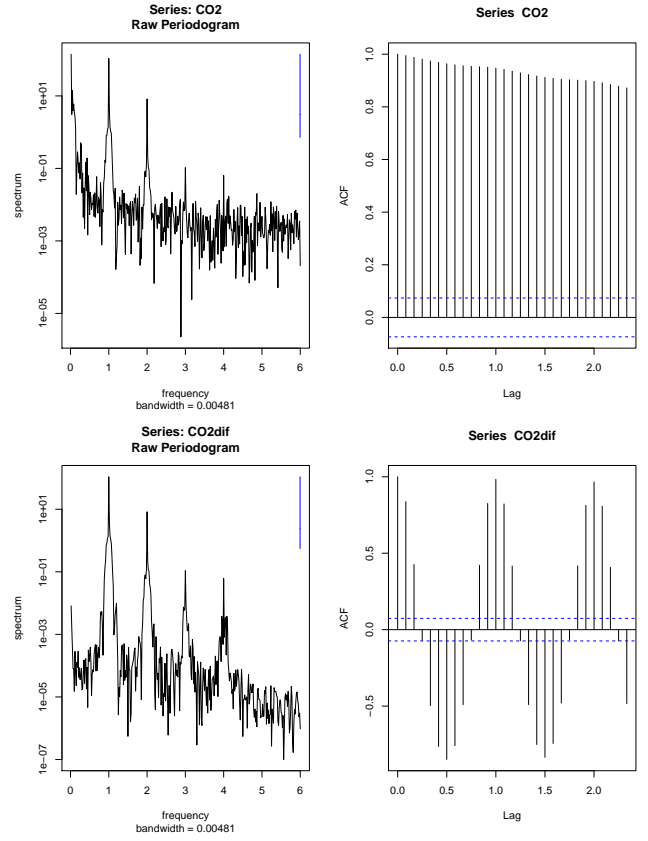 Series: CO2
Raw Periodogram
spectrum
1e+01
1e−01
1e−03
1e−05
0 1 2 3 4 5 6
frequency
bandwidth = 0.00481
Series CO2
ACF
1.0
0.8
0.6
0.4
0.2
0.0
0.0 0.5 1.0 1.5 2.0
Lag
Series: CO2dif
Raw Periodogram
spectrum
1e+01
1e−01
1e−03
1e−05
1e−07
0 1 2 3 4 5 6
frequency
bandwidth = 0.00481
Series CO2dif
ACF
1.0
0.5
0.0
−0.5
0.0 0.5 1.0 1.5 2.0
Lag